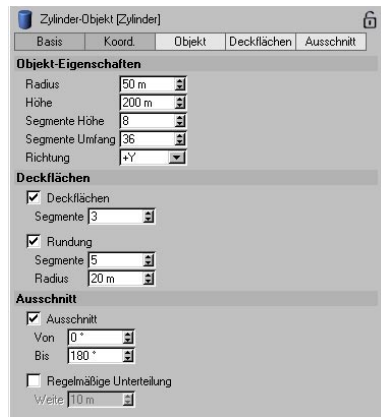 Zylinder-Objekt [Zylinder]
Basis Koord. Objekt Deckflächen Ausschnitt
Objekt-Eigenschaften
Radius 50 m
Höhe 200 m
Segmente Höhe 8
Segmente Umfang 36
Richtung +Y
Deckflächen
Deckflächen
Segmente 3
Rundung
Segmente 5
Radius 20 m
Ausschnitt
Ausschnitt
Von 0 °
Bis 180 °
Regelmäßige Unterteilung
Weite 10 m